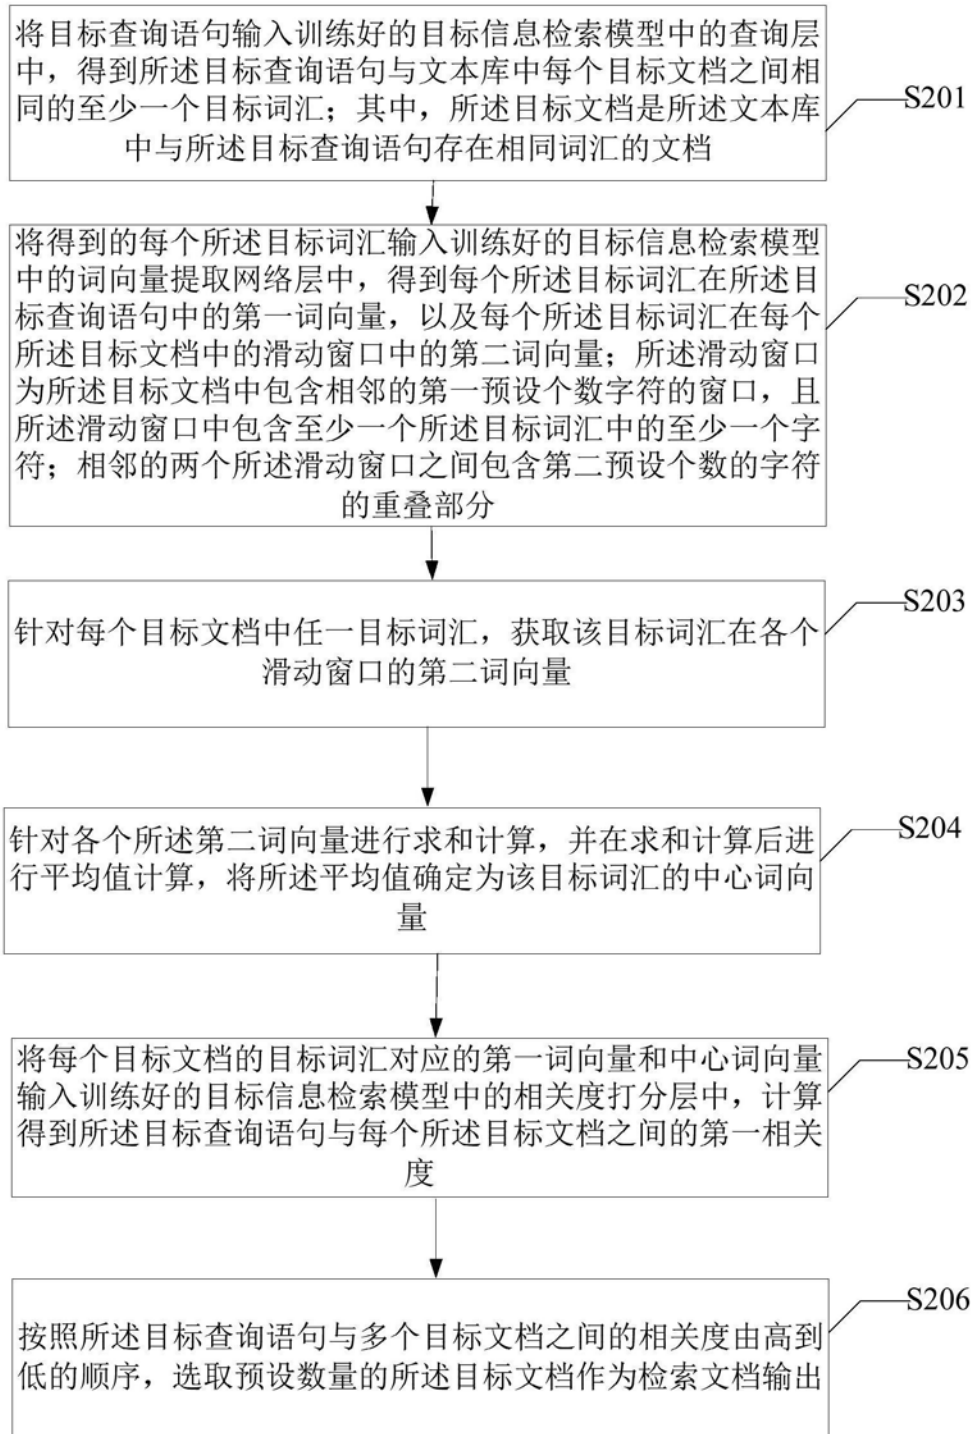 将目标查询语句输入训练好的目标信息检索模型中的查询层
中，得到所述目标查询语句与文本库中每个目标文档之间相
同的至少一个目标词汇；其中，所述目标文档是所述文本库
中与所述目标查询语句存在相同词汇的文档
S201
将得到的每个所述目标词汇输入训练好的目标信息检索模型
中的词向量提取网络层中，得到每个所述目标词汇在所述目
标查询语句中的第一词向量，以及每个所述目标词汇在每个
所述目标文档中的滑动窗口中的第二词向量；所述滑动窗口
为所述目标文档中包含相邻的第一预设个数字符的窗口，且
所述滑动窗口中包含至少一个所述目标词汇中的至少一个字
符；相邻的两个所述滑动窗口之间包含第二预设个数的字符
的重叠部分
S202
针对每个目标文档中任一目标词汇，获取该目标词汇在各个
滑动窗口的第二词向量
S203
针对各个所述第二词向量进行求和计算，并在求和计算后进
行平均值计算，将所述平均值确定为该目标词汇的中心词向
量
S204
将每个目标文档的目标词汇对应的第一词向量和中心词向量
输入训练好的目标信息检索模型中的相关度打分层中，计算
得到所述目标查询语句与每个所述目标文档之间的第一相关
度
S205
按照所述目标查询语句与多个目标文档之间的相关度由高到
低的顺序，选取预设数量的所述目标文档作为检索文档输出
S206